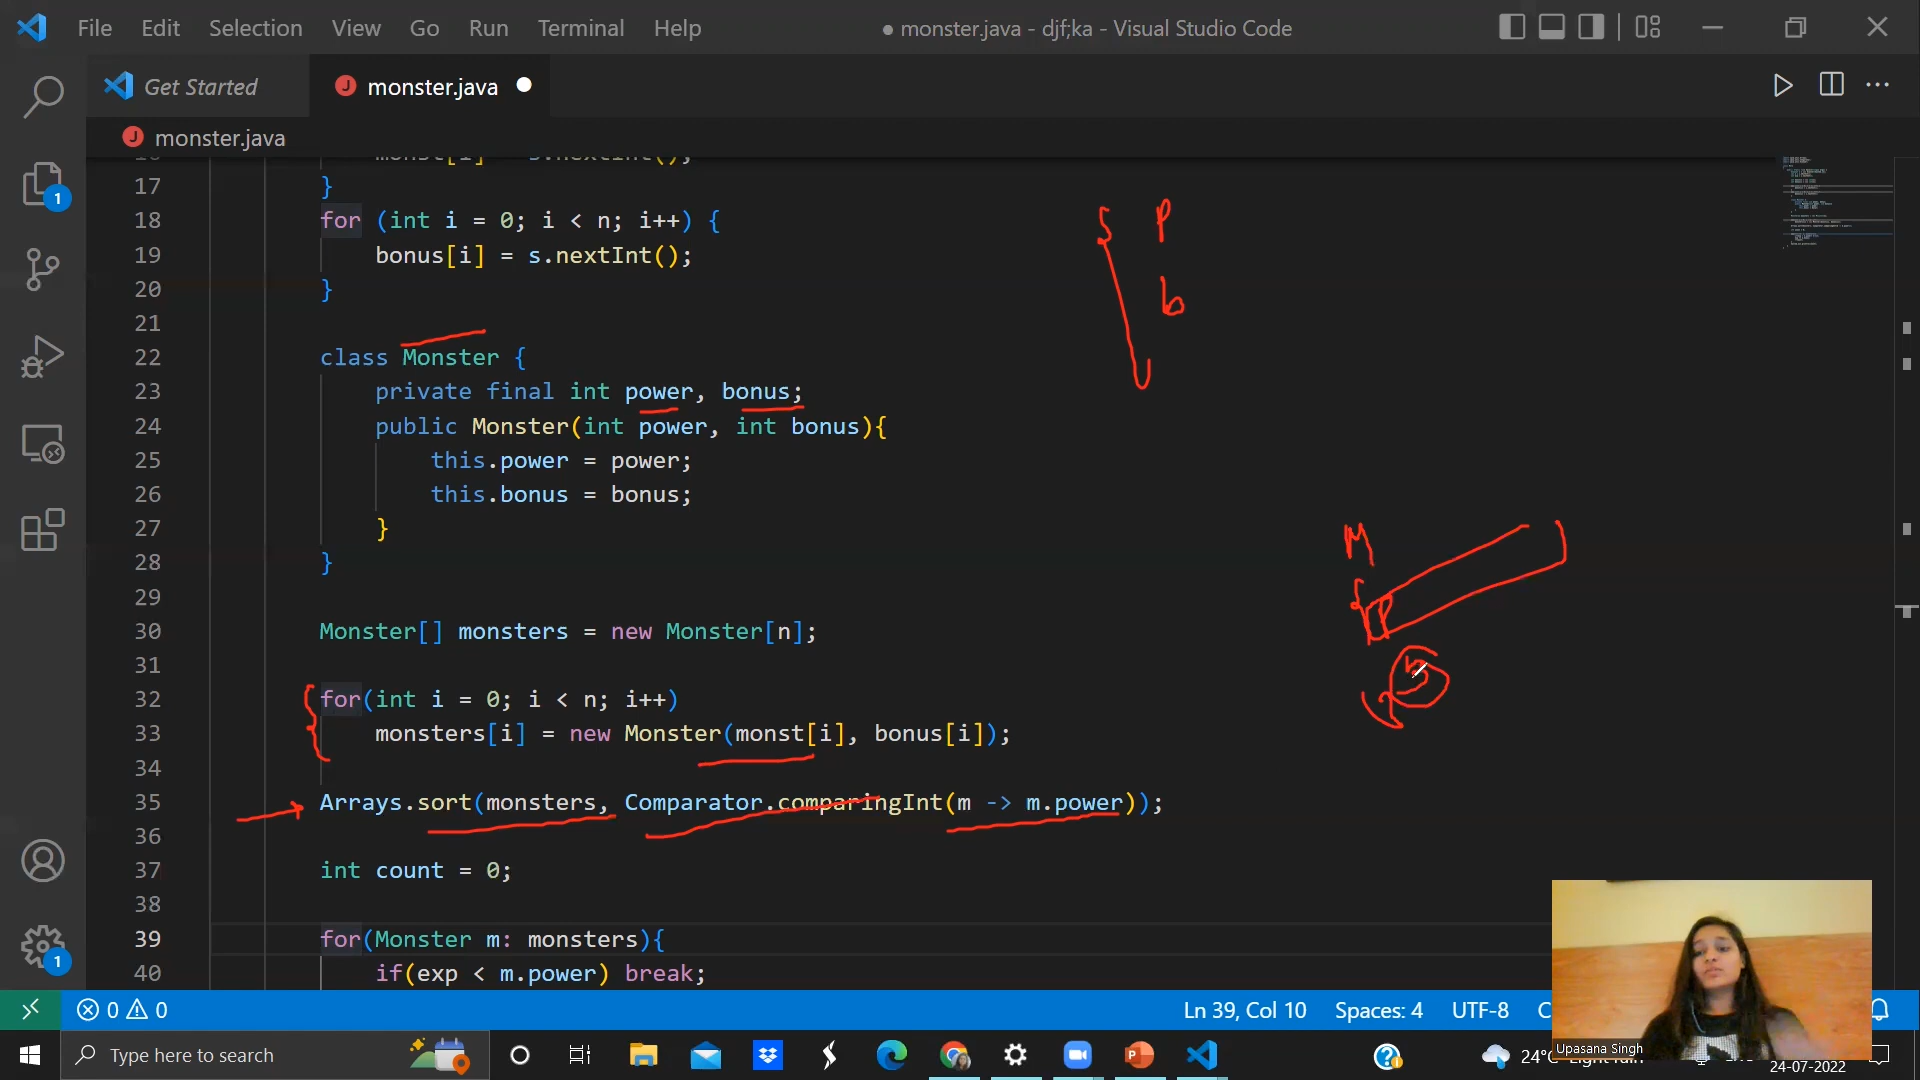 File Edit Selection View Go Run Terminal Help
● monster.java - djf;ka - Visual Studio Code
Get Started
J monster.java
J monster.java
monst[i] s.nextInt();
17 }
18 for (int i = 0; i < n; i++) {
19 bonus[i] = s.nextInt();
20 }
21
22 class Monster {
23 private final int power, bonus;
24 public Monster(int power, int bonus){
25 this.power = power;
26 this.bonus = bonus;
27 }
28 }
29
30 Monster[] monsters = new Monster[n];
31
32 for(int i = 0; i < n; i++)
33 monsters[i] = new Monster(monst[i], bonus[i]);
34
35 Arrays.sort(monsters, Comparator.comparingInt(m -> m.power));
36
37 int count = 0;
38
39 for(Monster m: monsters){
40 if(exp < m.power) break;
P
b
M
P
b
1
1
0 0
Ln 39, Col 10 Spaces: 4 UTF-8
Type here to search
24°C Light rain
24-07-2022
Upasana Singh